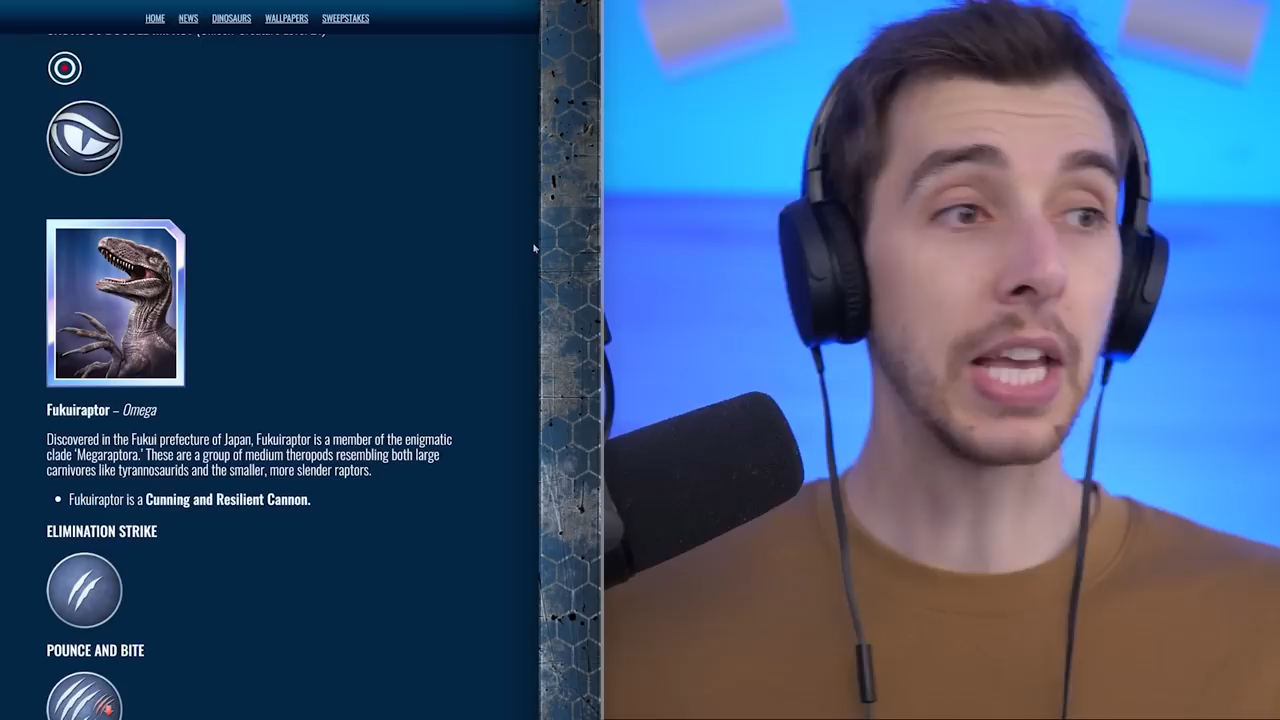 HOME NEWS DINOSAURS WALLPAPERS SWEEPSTAKES
Fukuiraptor – Omega
Discovered in the Fukui prefecture of Japan, Fukuiraptor is a member of the enigmatic
clade ‘Megaraptora.’ These are a group of medium theropods resembling both large
carnivores like tyrannosaurids and the smaller, more slender raptors.
• Fukuiraptor is a Cunning and Resilient Cannon.
ELIMINATION STRIKE
POUNCE AND BITE